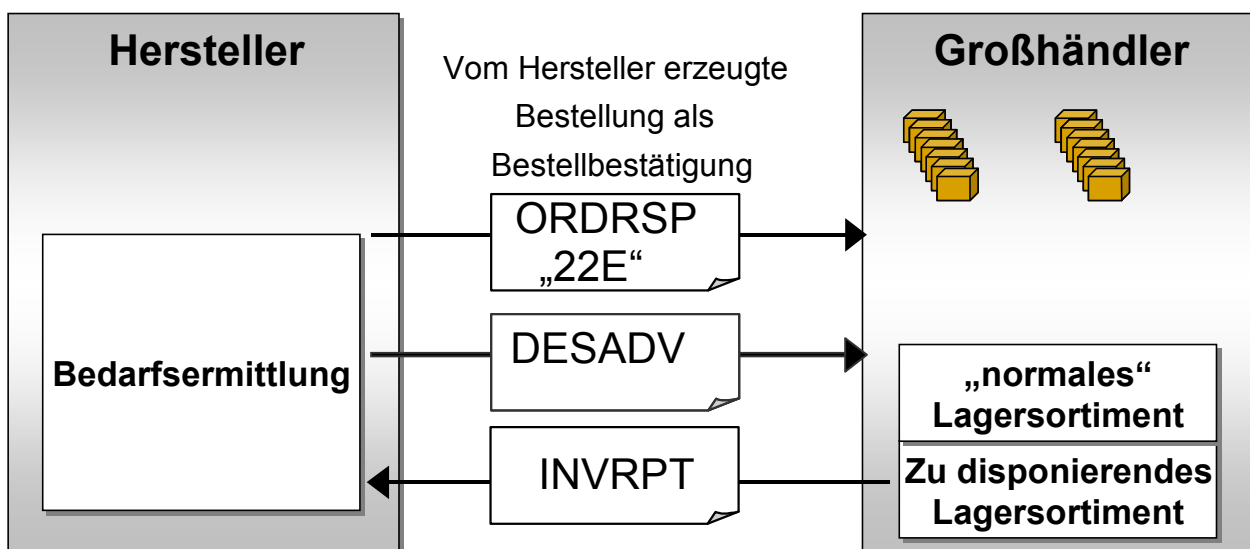 Hersteller
Vom Hersteller erzeugte
Bestellung als
Bestellbestätigung
Großhändler
ORDRSP
„22E“
Bedarfsermittlung
DESADV
„normales“
Lagersortiment
INVRPT
Zu disponierendes
Lagersortiment